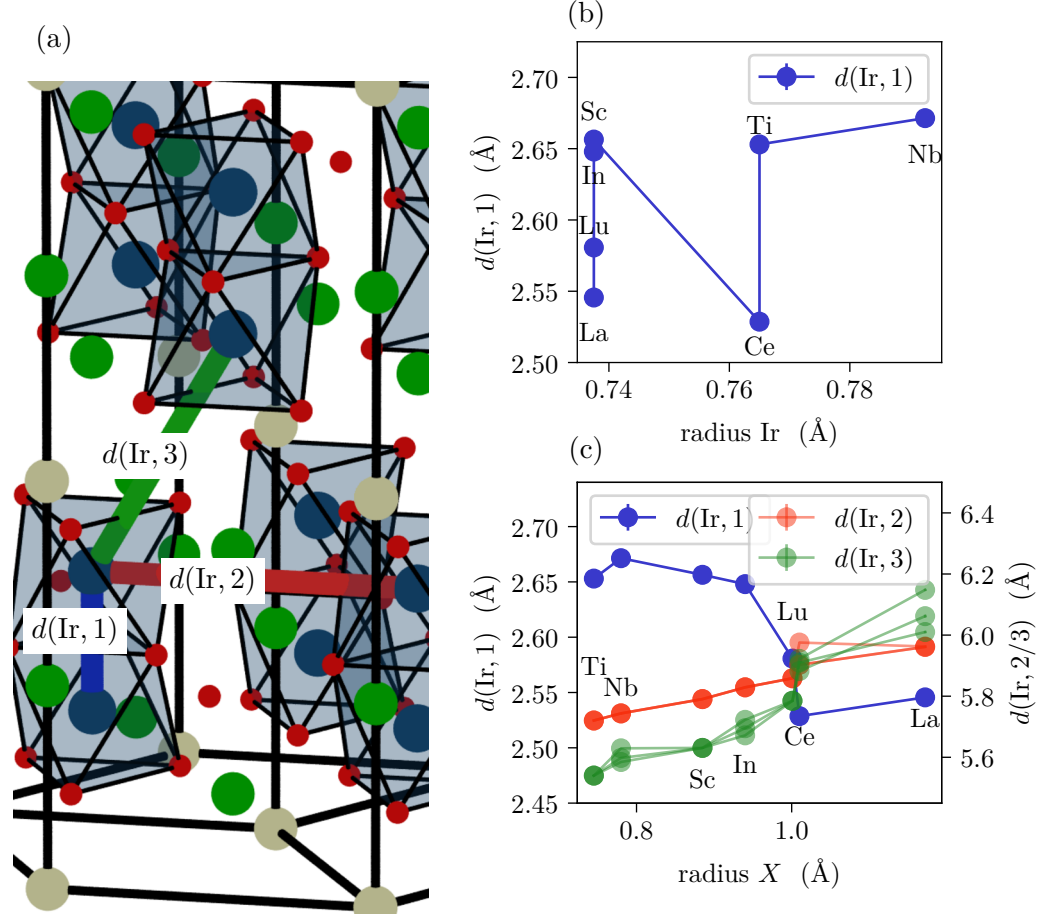 (a)
d(Ir, 3)
d(Ir, 2)
d(Ir, 1)
(b)
d(Ir, 1)
Sc
In
Lu
La
Ti
Ce
Nb
2.70
2.65
2.60
2.55
2.50
d(Ir, 1) (Å)
0.74
0.76
0.78
radius Ir (Å)
(c)
d(Ir, 1)
d(Ir, 2)
d(Ir, 3)
2.70
2.65
2.60
2.55
2.50
2.45
d(Ir, 1) (Å)
Ti
Nb
Sc
In
Lu
Ce
La
6.4
6.2
6.0
5.8
5.6
d(Ir, 2/3) (Å)
0.8
1.0
radius X (Å)